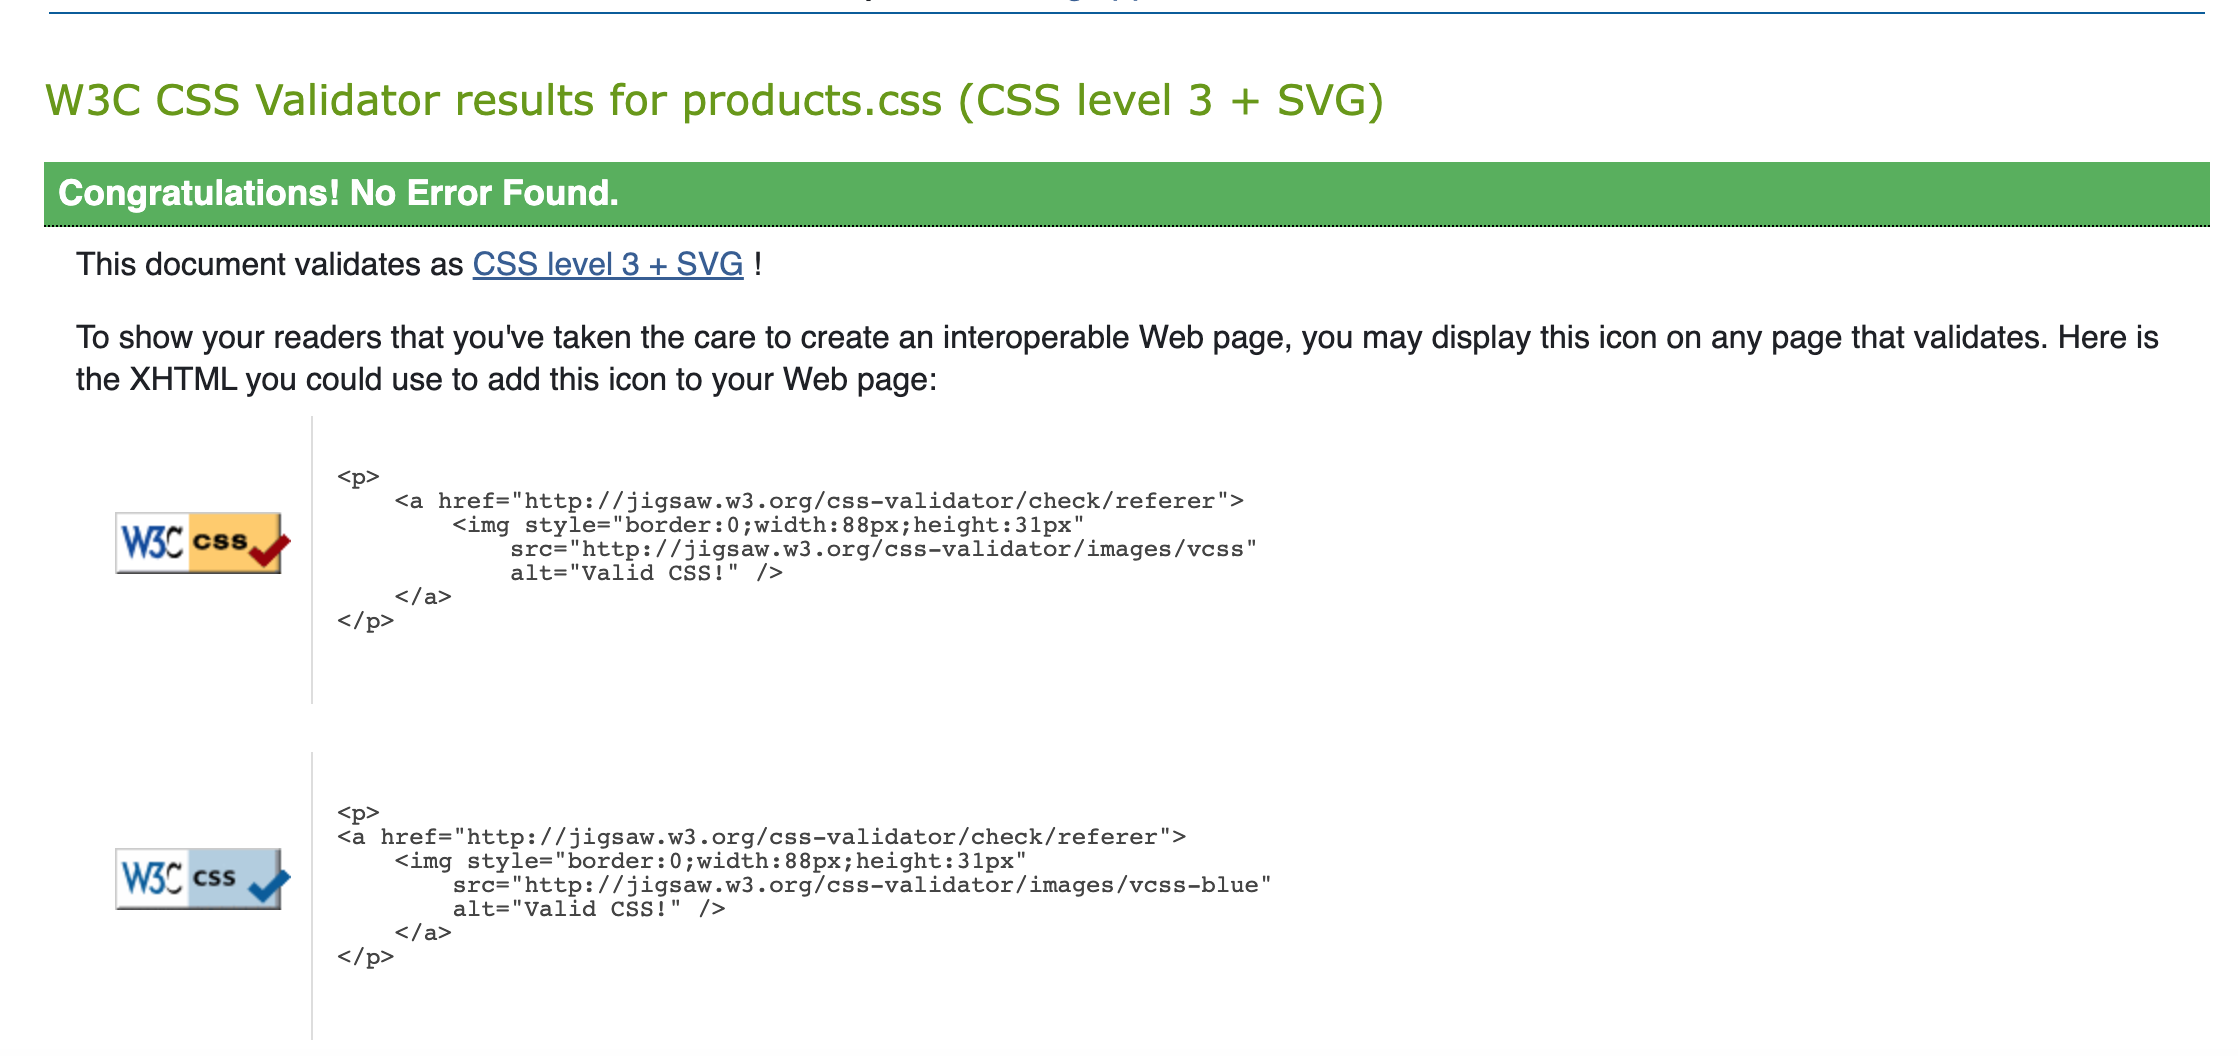 W3C CSS Validator results for products.css (CSS level 3 + SVG)
Congratulations! No Error Found.
This document validates as CSS level 3 + SVG !
To show your readers that you've taken the care to create an interoperable Web page, you may display this icon on any page that validates. Here is
the XHTML you could use to add this icon to your Web page:
W3C css
<p>
    <a href="http://jigsaw.w3.org/css-validator/check/referer">
        <img style="border:0;width:88px;height:31px"
            src="http://jigsaw.w3.org/css-validator/images/vcss"
            alt="Valid CSS!" />
    </a>
</p>
W3C css
<p>
<a href="http://jigsaw.w3.org/css-validator/check/referer">
    <img style="border:0;width:88px;height:31px"
        src="http://jigsaw.w3.org/css-validator/images/vcss-blue"
        alt="Valid CSS!" />
    </a>
</p>